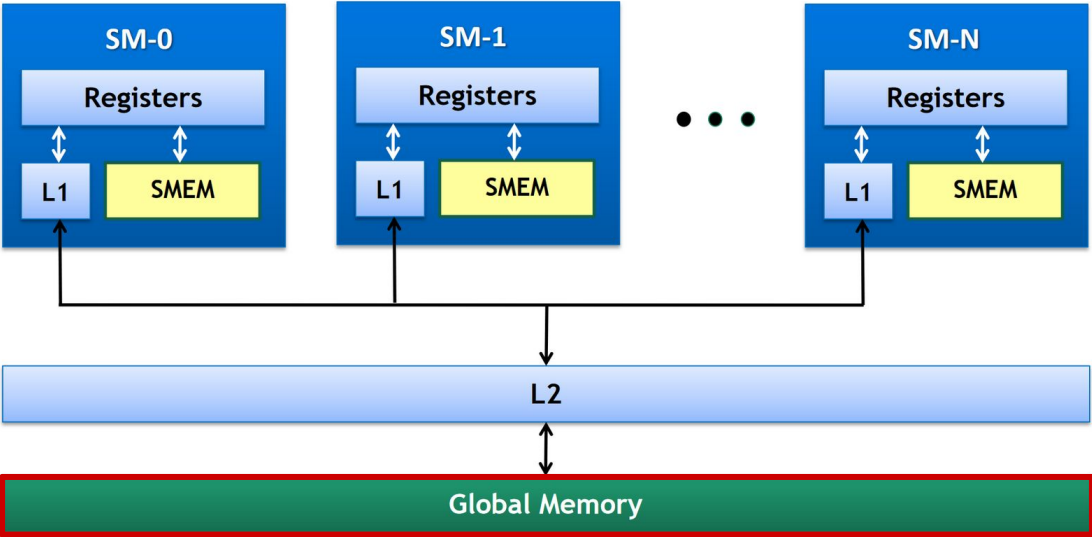 SM-0
SM-1
SM-N
Registers
Registers
Registers
L1
SMEM
L1
SMEM
L1
SMEM
L2
Global Memory